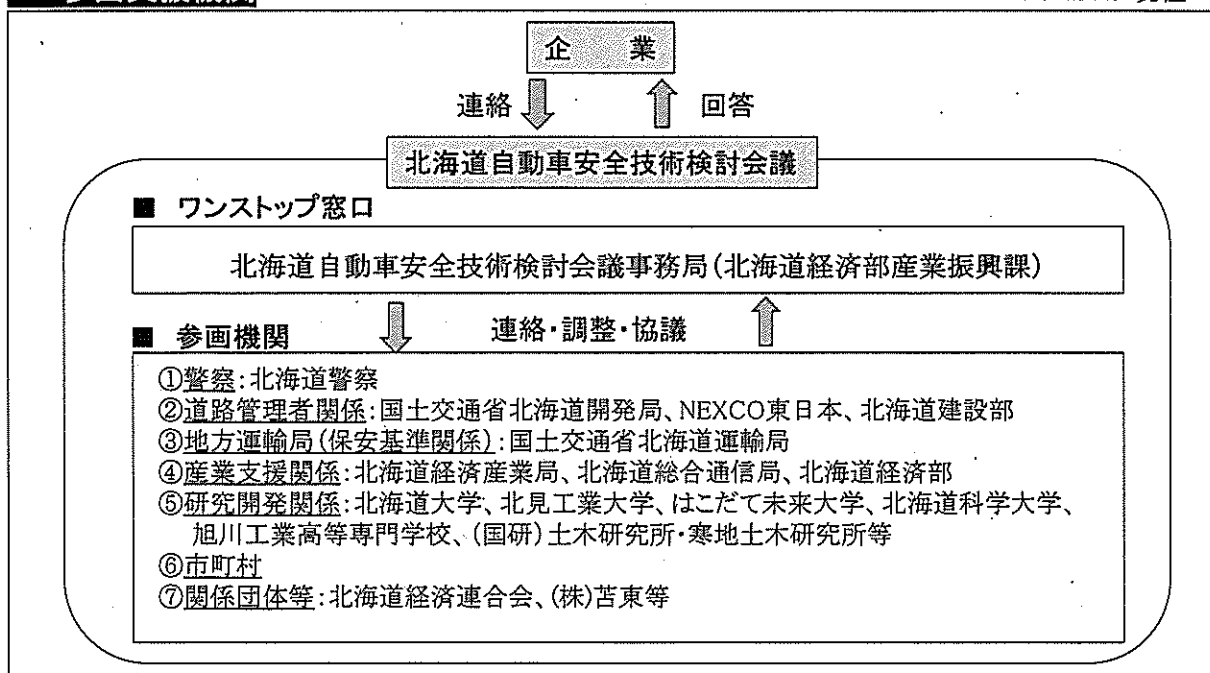 企　業
連絡
回答
北海道自動車安全技術検討会議
■ ワンストップ窓口
北海道自動車安全技術検討会議事務局(北海道経済部産業振興課)
連絡・調整・協議
■ 参画機関
①警察:北海道警察
②道路管理者関係:国土交通省北海道開発局、NEXCO東日本、北海道建設部
③地方運輸局(保安基準関係):国土交通省北海道運輸局
④産業支援関係:北海道経済産業局、北海道総合通信局、北海道経済部
⑤研究開発関係:北海道大学、北見工業大学、はこだて未来大学、北海道科学大学、
旭川工業高等専門学校、(国研)土木研究所・寒地土木研究所等
⑥市町村
⑦関係団体等:北海道経済連合会、(株)苫東等